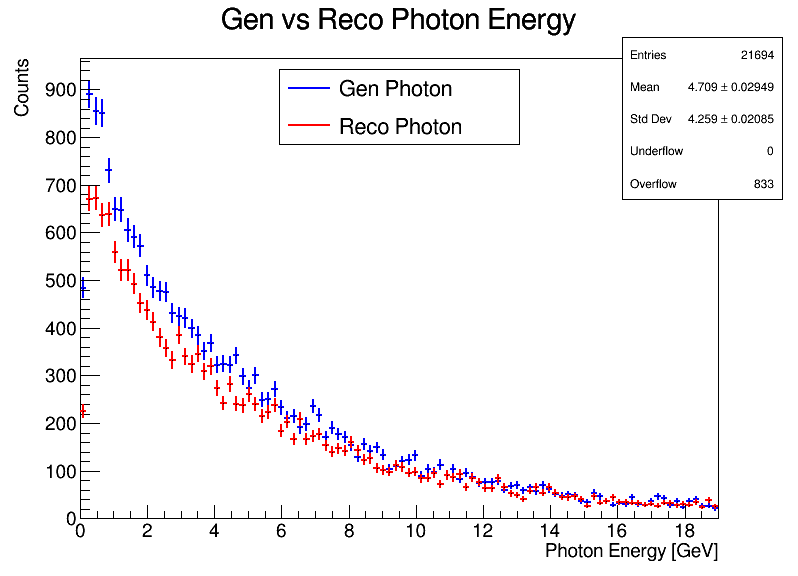 Gen vs Reco Photon Energy
Counts
Gen Photon
Reco Photon
Entries 21694
Mean 4.709 ± 0.02949
Std Dev 4.259 ± 0.02085
Underflow 0
Overflow 833
900
800
700
600
500
400
300
200
100
0
0 2 4 6 8 10 12 14 16 18
Photon Energy [GeV]